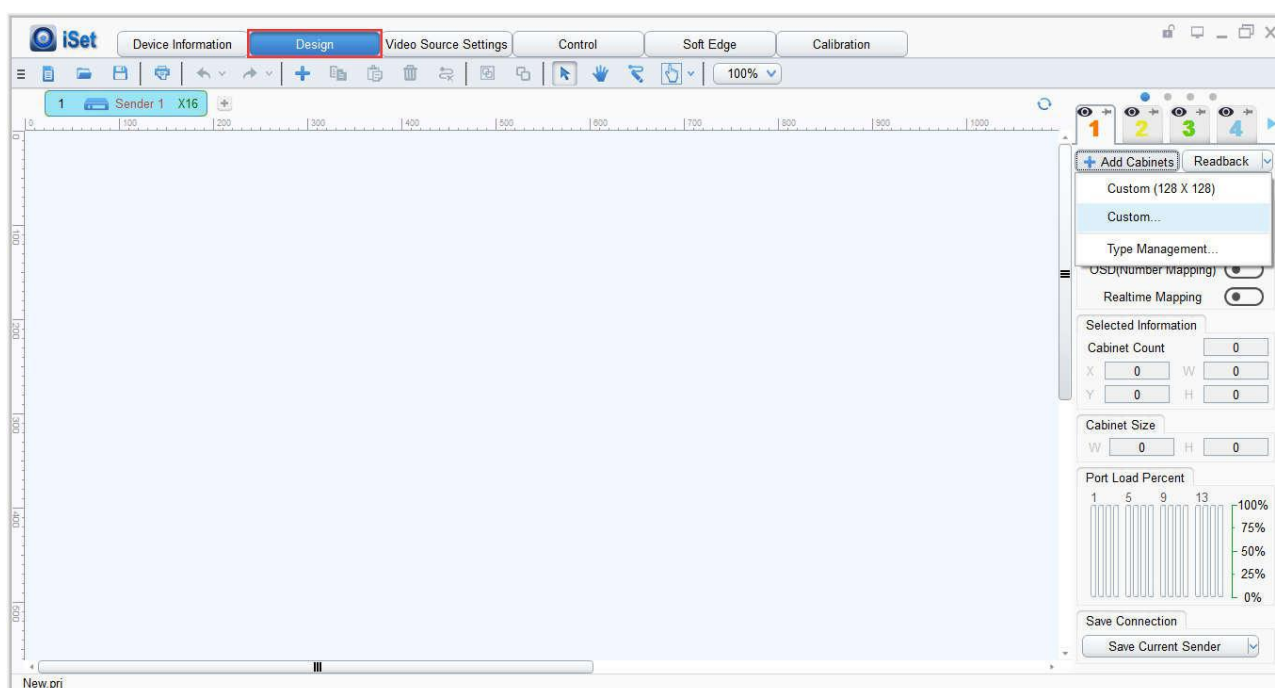 iSet
Device Information Design Video Source Settings Control Soft Edge Calibration
100%
1 Sender 1 X16
0 100 200 300 400 500 600 700 800 900 1000
1 2 3 4
Add Cabinets Readback
Custom (128 X 128)
Custom...
Type Management...
OSD(Number Mapping)
Realtime Mapping
Selected Information
Cabinet Count 0
X 0 W 0
Y 0 H 0
Cabinet Size
W 0 H 0
Port Load Percent
1 5 9 13
100%
75%
50%
25%
0%
Save Connection
Save Current Sender
0
100
200
300
400
500
New.pri